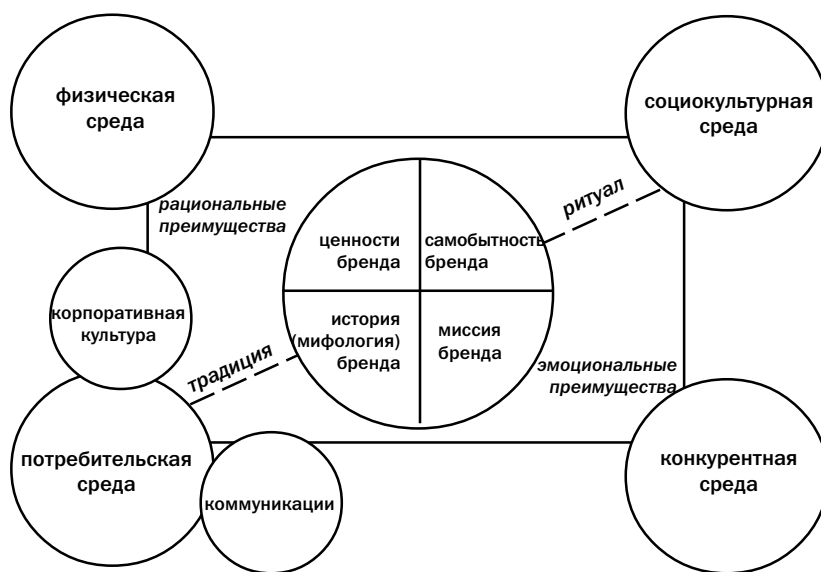 физическая
среда
социокультурная
среда
рациональные
преимущества
ритуал
ценности
бренда
самобытность
бренда
корпоративная
культура
история
(мифология)
бренда
миссия
бренда
традиция
эмоциональные
преимущества
потребительская
среда
коммуникации
конкурентная
среда